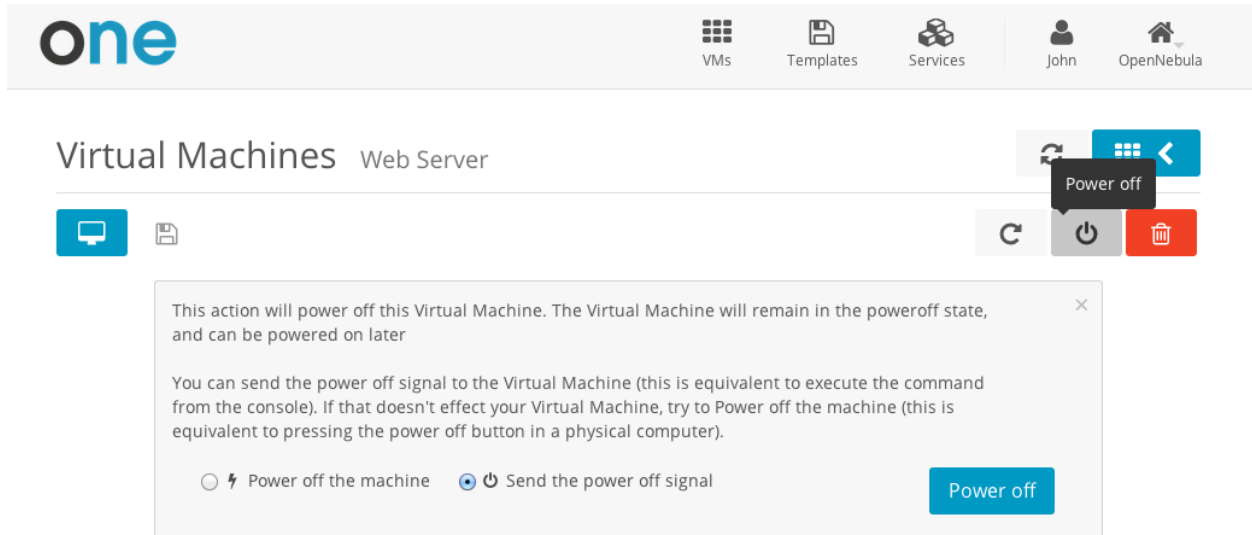 one
VMs
Templates
Services
John
OpenNebula
Virtual Machines Web Server
Power off
This action will power off this Virtual Machine. The Virtual Machine will remain in the poweroff state,
and can be powered on later
You can send the power off signal to the Virtual Machine (this is equivalent to execute the command
from the console). If that doesn't effect your Virtual Machine, try to Power off the machine (this is
equivalent to pressing the power off button in a physical computer).
Power off the machine
Send the power off signal
Power off